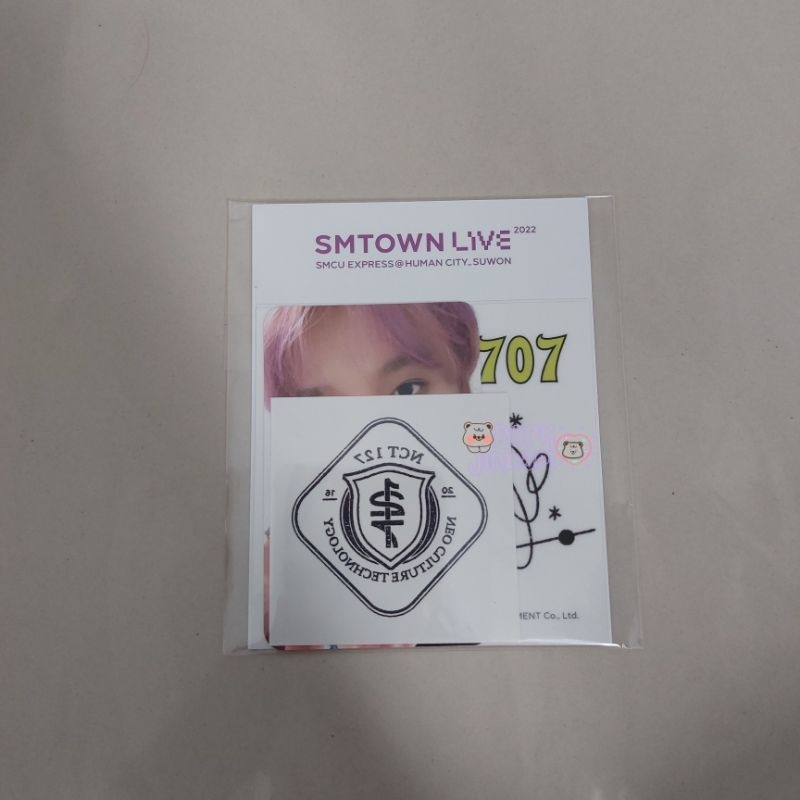 SMTOWN LIVE 2022
SMCU EXPRESS@HUMAN CITY_SUWON
707
NCT 127
20 16
NEO CULTURE TECHNOLOGY
MENT Co., Ltd.